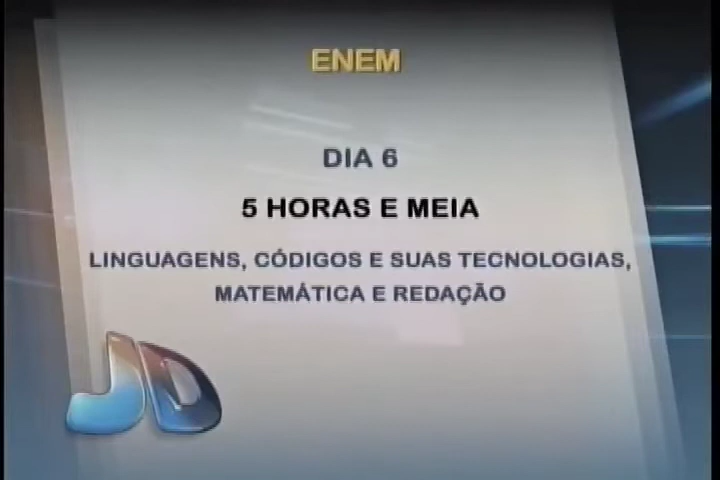 ENEM
DIA 6
5 HORAS E MEIA
LINGUAGENS, CÓDIGOS E SUAS TECNOLOGIAS,
MATEMÁTICA E REDAÇÃO
JD